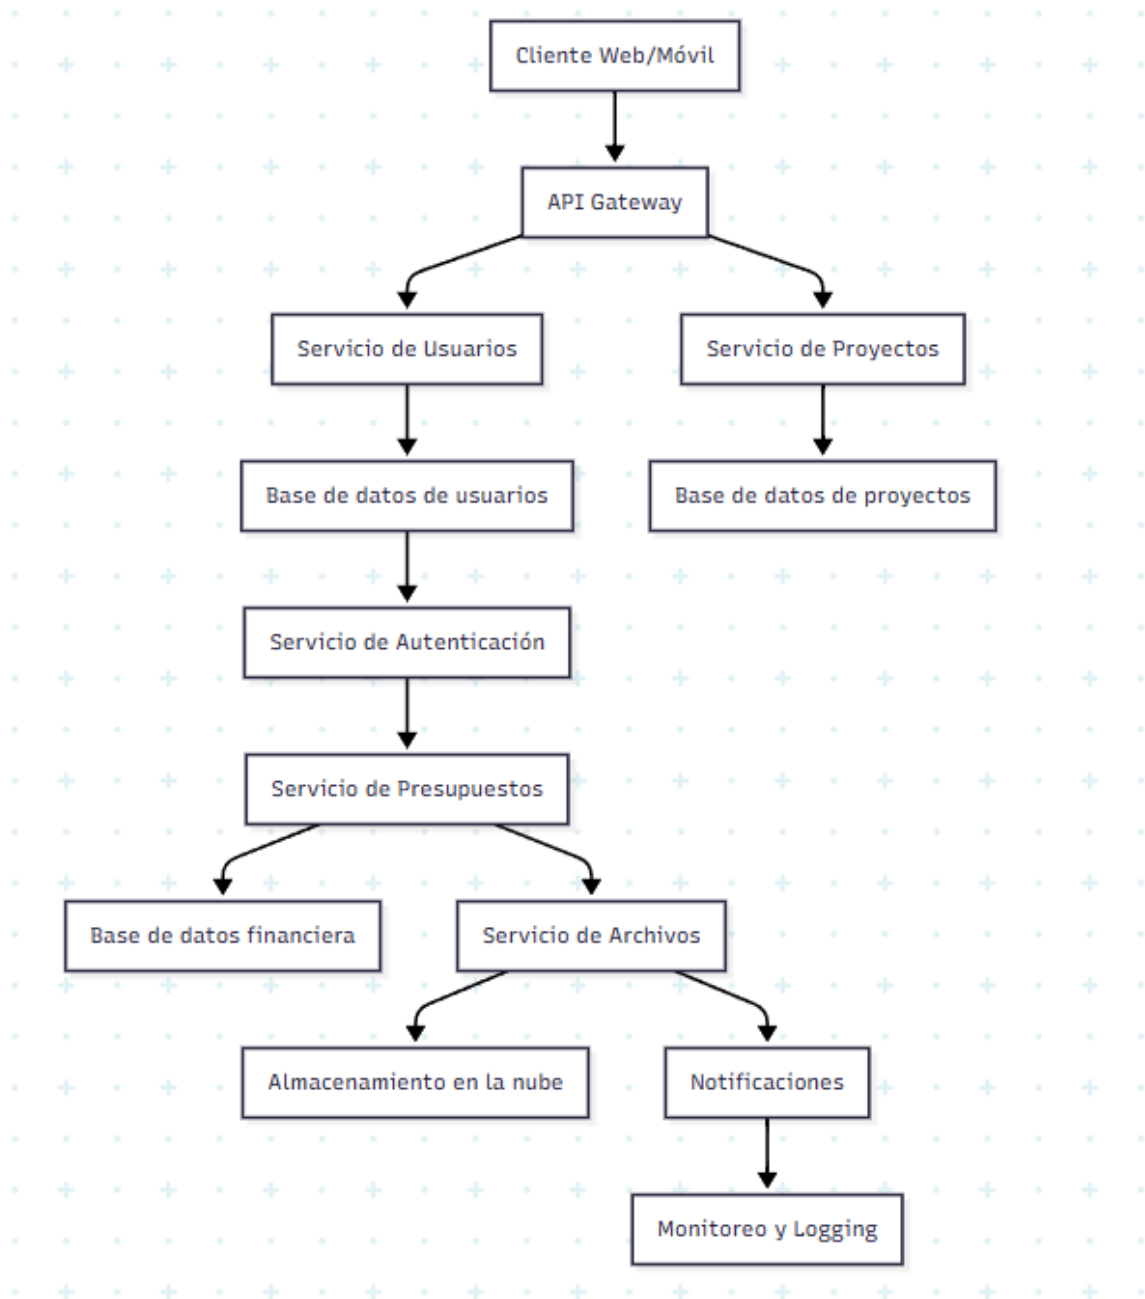 Cliente Web/Móvil
API Gateway
Servicio de Usuarios
Servicio de Proyectos
Base de datos de usuarios
Base de datos de proyectos
Servicio de Autenticación
Servicio de Presupuestos
Base de datos financiera
Servicio de Archivos
Almacenamiento en la nube
Notificaciones
Monitoreo y Logging